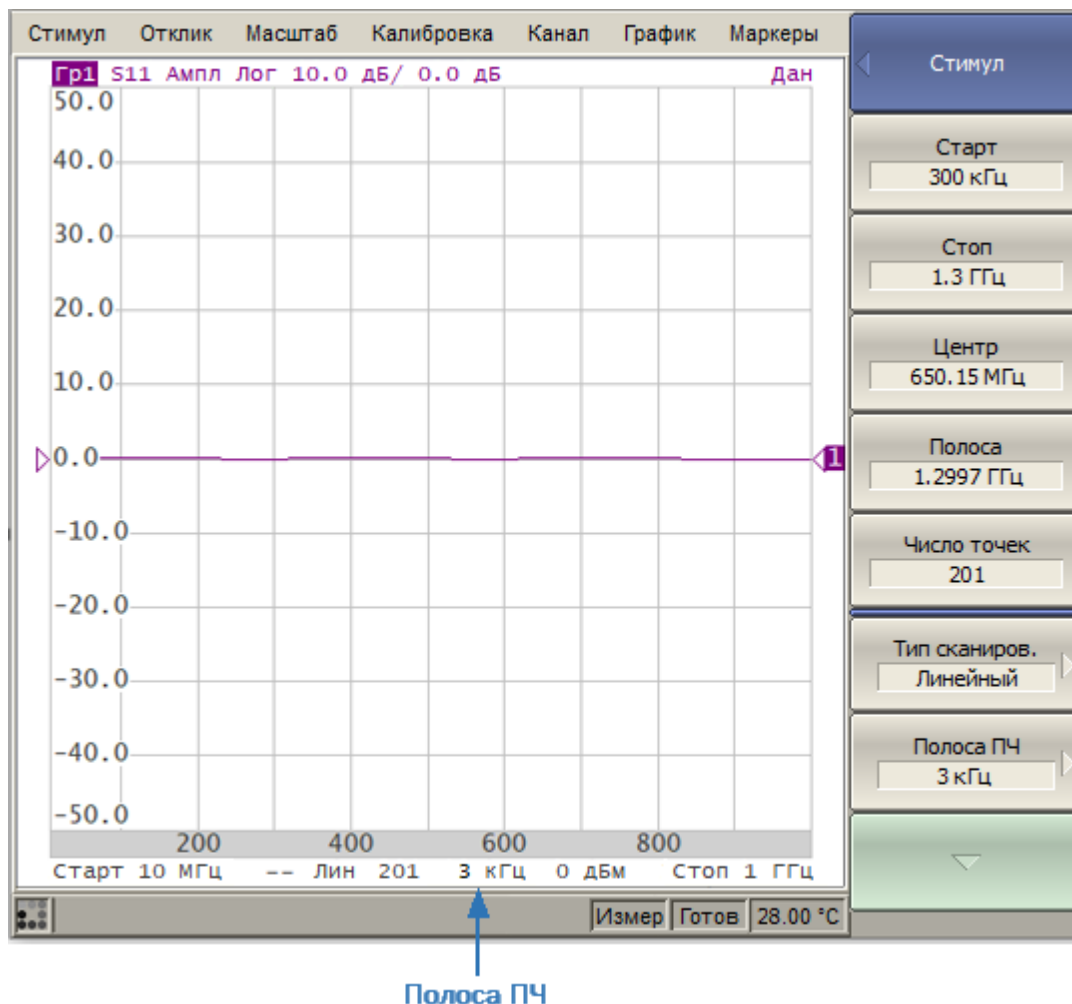 Стимул Отклик Масштаб Калибровка Канал График Маркеры
Гр1 S11 Ампл Лог 10.0 дБ/ 0.0 дБ Дан
50.0
40.0
30.0
20.0
10.0
0.0 1
-10.0
-20.0
-30.0
-40.0
-50.0
200 400 600 800
Старт 10 МГц -- Лин 201 3 кГц 0 дБм Стоп 1 ГГц
Измер Готов 28.00 °C
Полоса ПЧ
Стимул
Старт
300 кГц
Стоп
1.3 ГГц
Центр
650.15 МГц
Полоса
1.2997 ГГц
Число точек
201
Тип сканиров.
Линейный
Полоса ПЧ
3 кГц